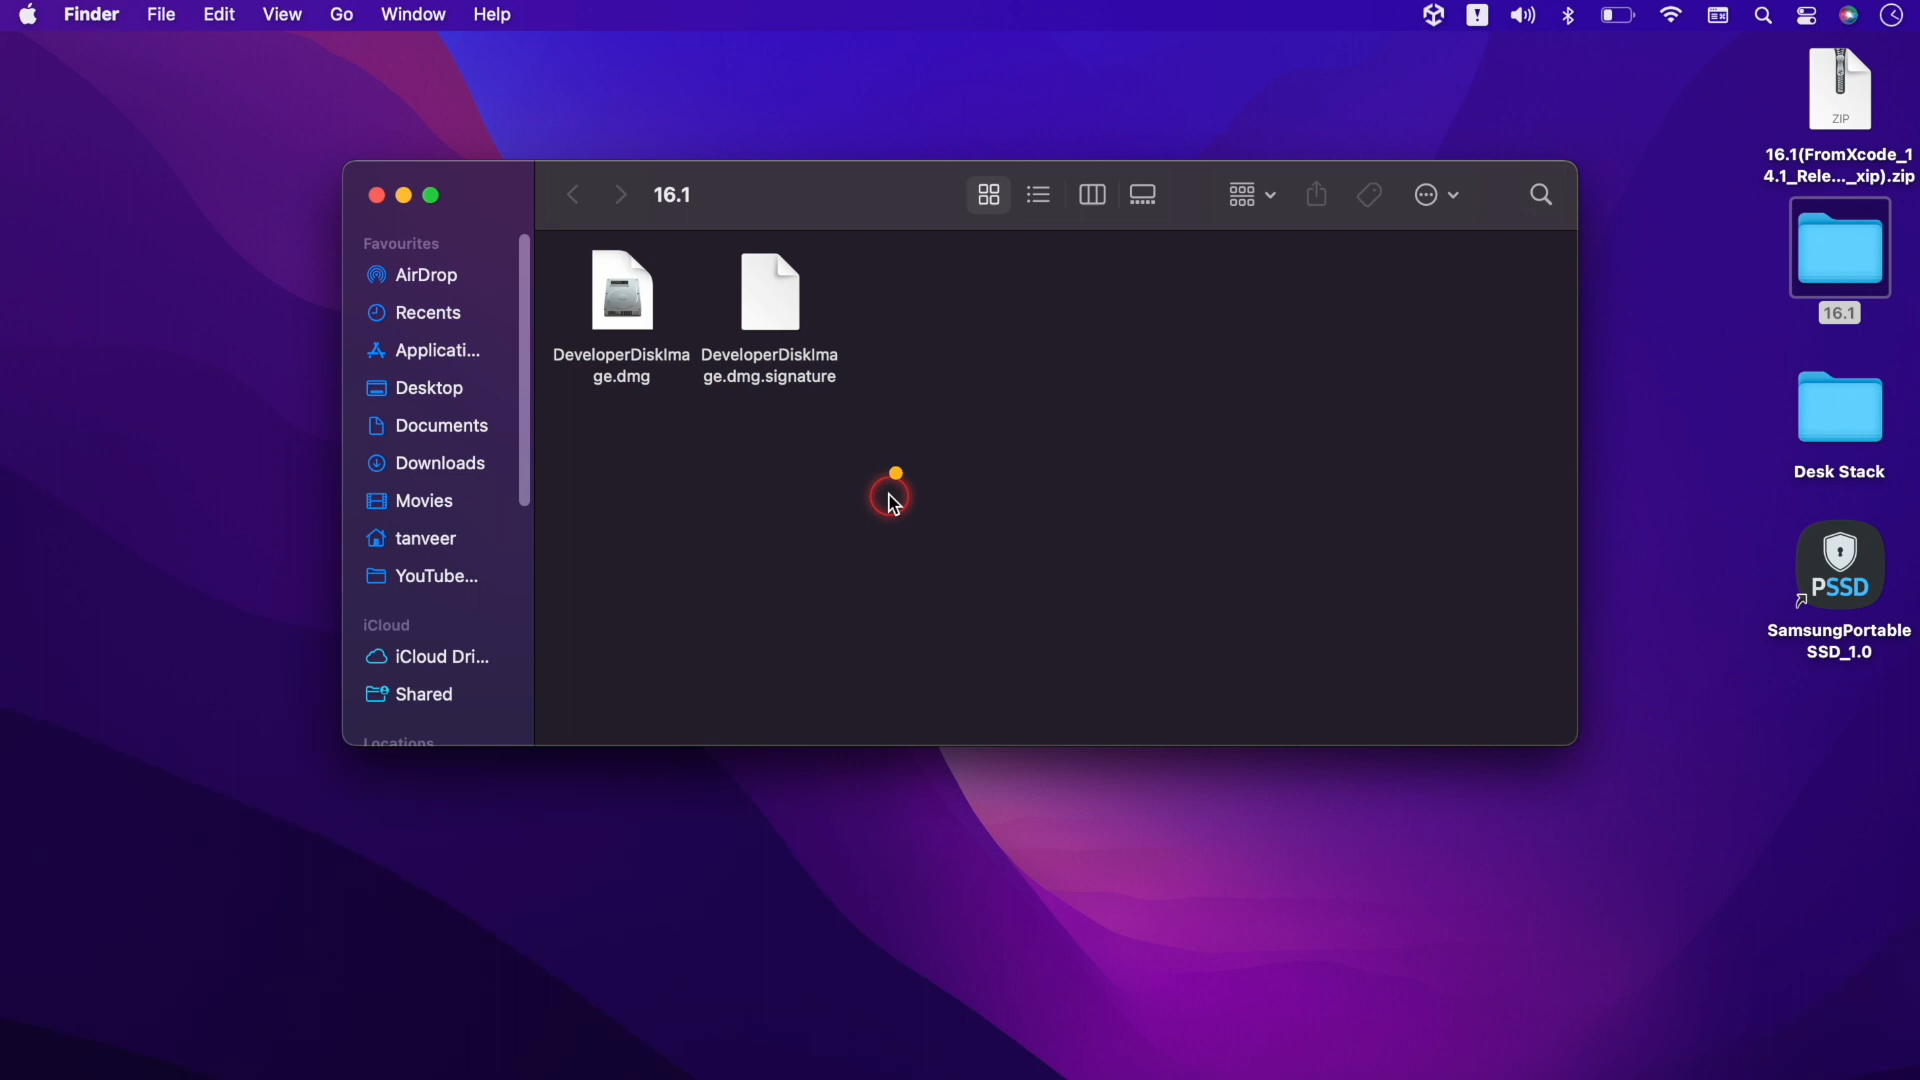 Finder File Edit View Go Window Help
ZIP
16.1(FromXcode_1
4.1_Rele..._xip).zip
16.1
Favourites
AirDrop
Recents
Applicati...
Desktop
Documents
Downloads
Movies
tanveer
YouTube...
iCloud
iCloud Dri...
Shared
Locations
DeveloperDiskIma
ge.dmg
DeveloperDiskIma
ge.dmg.signature
16.1
Desk Stack
PSSD
SamsungPortable
SSD_1.0